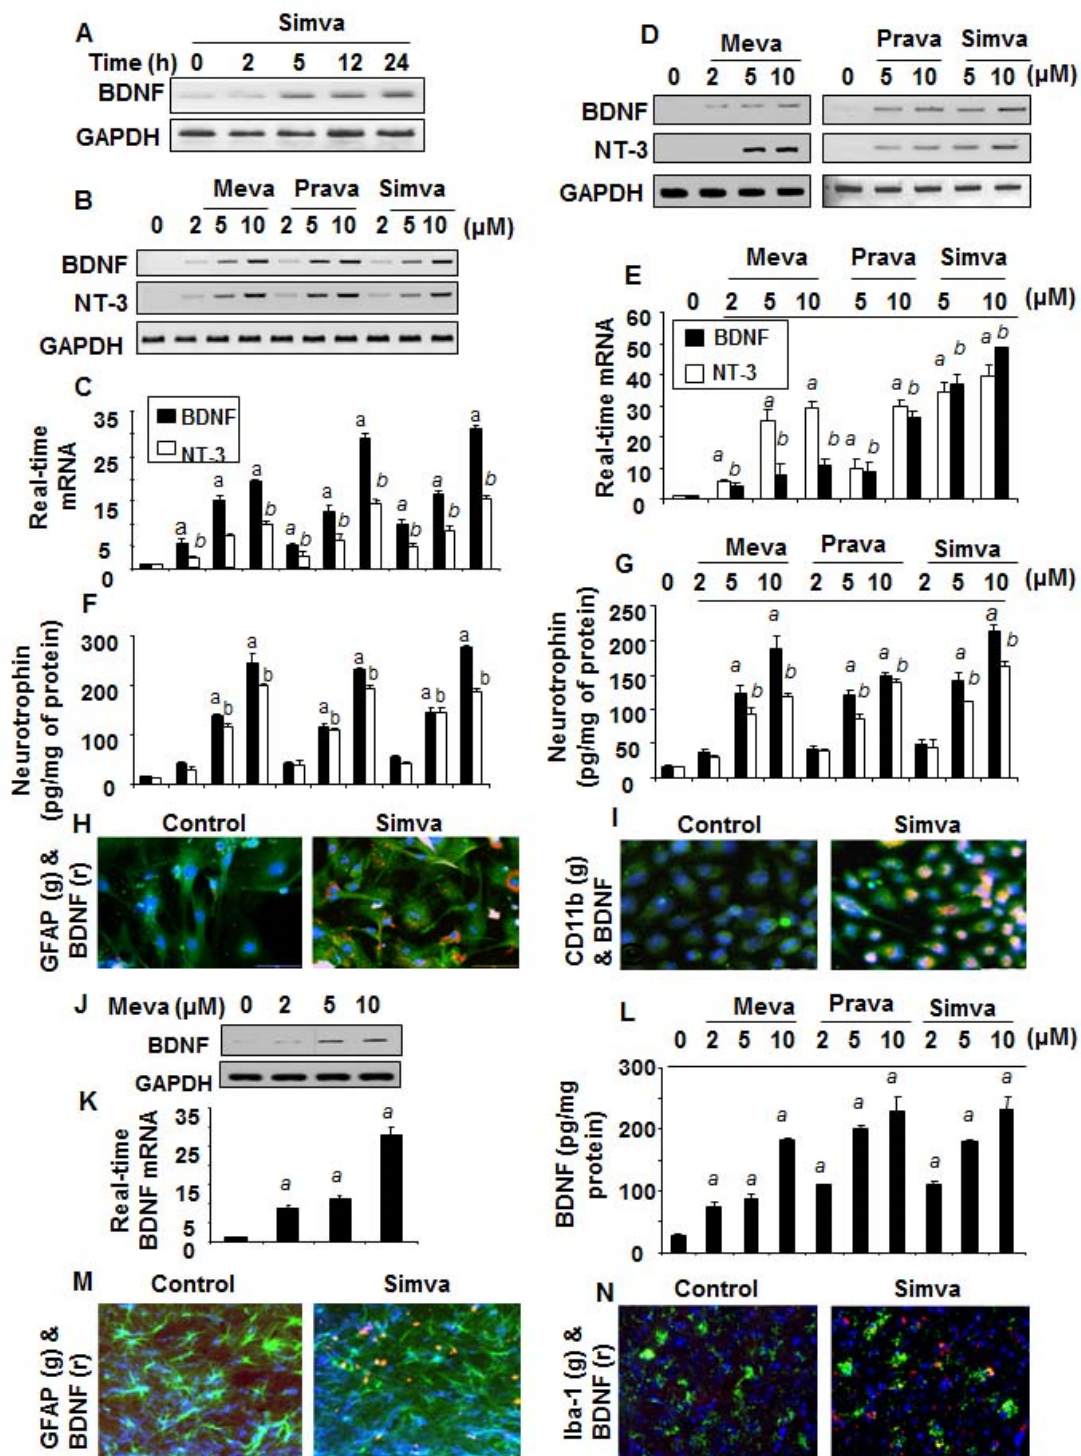 A
Simva
Time (h) 0 2 5 12 24
BDNF
GAPDH
B
Meva Prava Simva
0 2 5 10 2 5 10 2 5 10 (μM)
BDNF
NT-3
GAPDH
C
Real-time mRNA
35
25
15
5
0
BDNF
NT-3
a b a a b a b a b a b a b a b a b
F
Neurotrophin (pg/mg of protein)
300
200
100
0
a b a b a b a b a b a b
D
Meva Prava Simva
0 2 5 10 0 5 10 5 10 (μM)
BDNF
NT-3
GAPDH
E
Meva Prava Simva
0 2 5 10 5 10 5 10 (μM)
Real-time mRNA
60
50
40
30
20
10
0
BDNF
NT-3
a b a b a b a b a b a b a b
G
Meva Prava Simva
0 2 5 10 2 5 10 2 5 10 (μM)
Neurotrophin (pg/mg of protein)
250
200
150
100
50
0
a b a b a b a b a b a b
H
Control Simva
GFAP (g) & BDNF (r)
I
Control Simva
CD11b (g) & BDNF
J
Meva (μM) 0 2 5 10
BDNF
GAPDH
K
Real-time BDNF mRNA
35
25
15
5
0
a a a
L
Meva Prava Simva
0 2 5 10 2 5 10 2 5 10 (μM)
BDNF (pg/mg protein)
300
200
100
0
a a a a a a a a a
M
Control Simva
GFAP (g) & BDNF (r)
N
Control Simva
Iba-1 (g) & BDNF (r)